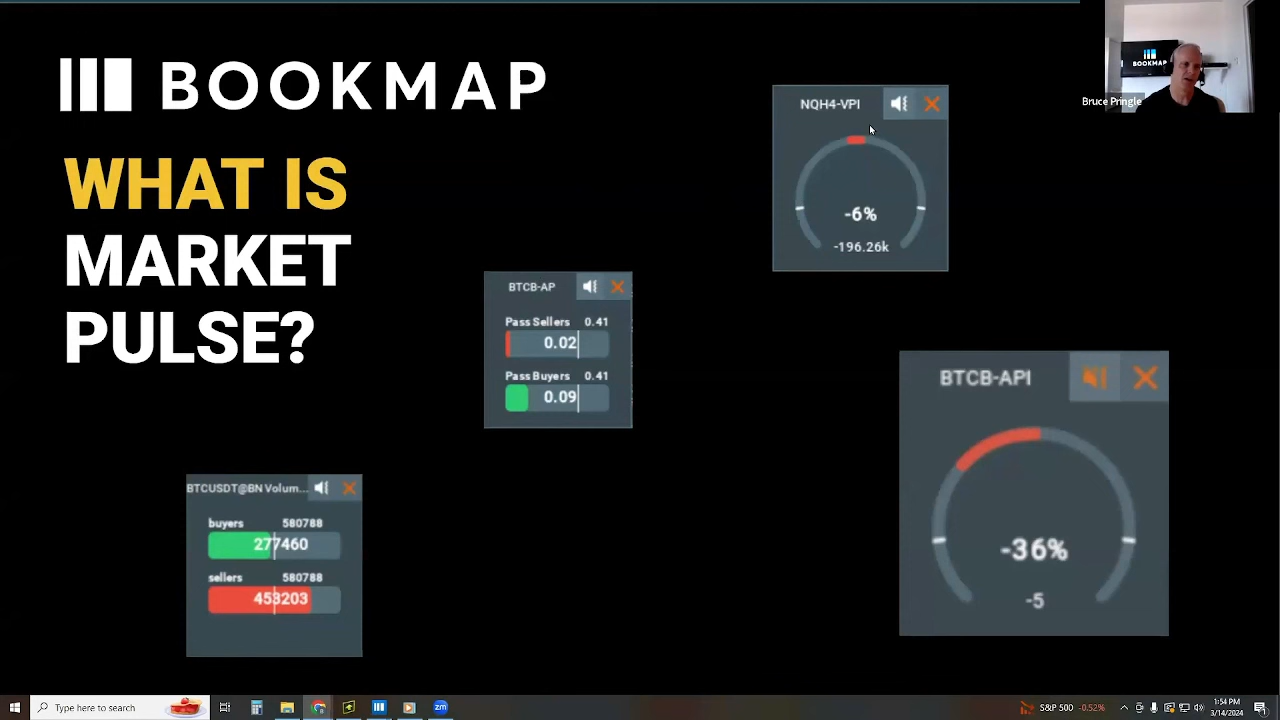 BOOKMAP
WHAT IS
MARKET
PULSE?
BOOKMAP
Bruce Pringle
NQH4-VPI
-6%
-196.26k
BTCB-AP
Pass Sellers 0.41
0.02
Pass Buyers 0.41
0.09
BTCB-API
-36%
-5
BTCUSDT@BN Volum...
buyers 580788
277460
sellers 580788
453203
Type here to search
zm
S&P 500 -0.52%
1:54 PM
3/14/2024